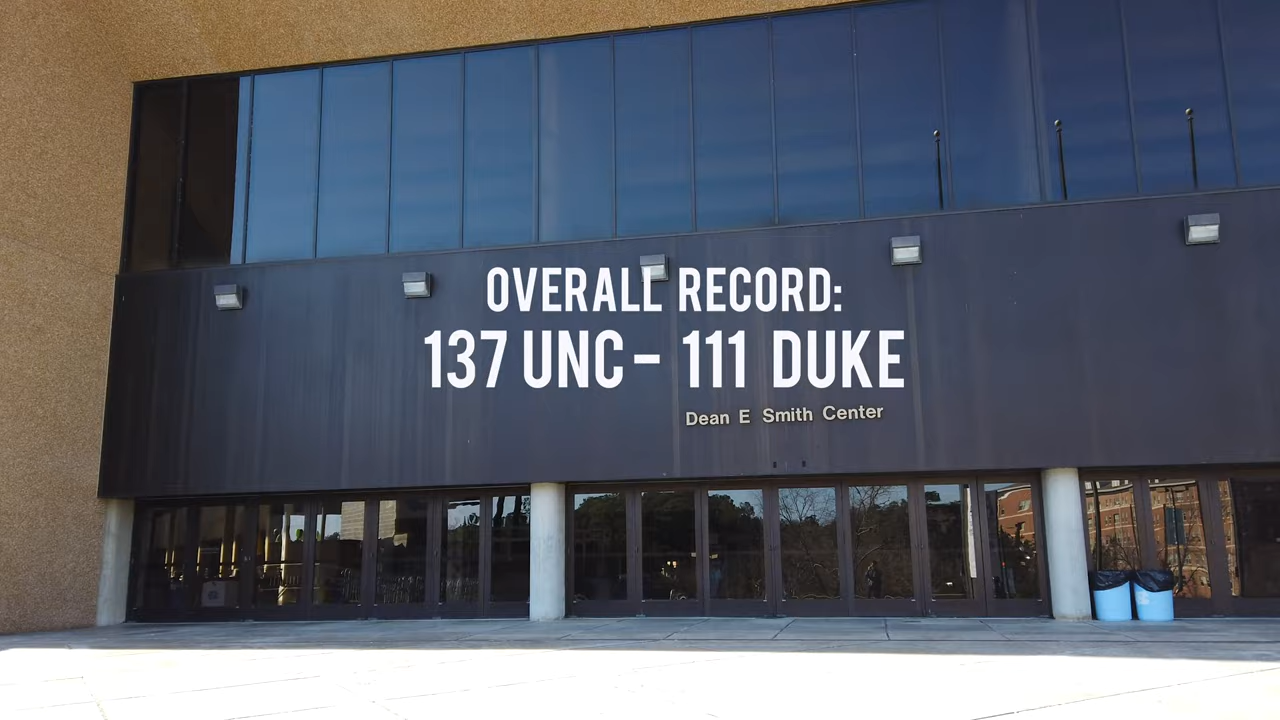 OVERALL RECORD:
137 UNC - 111 DUKE
Dean E Smith Center